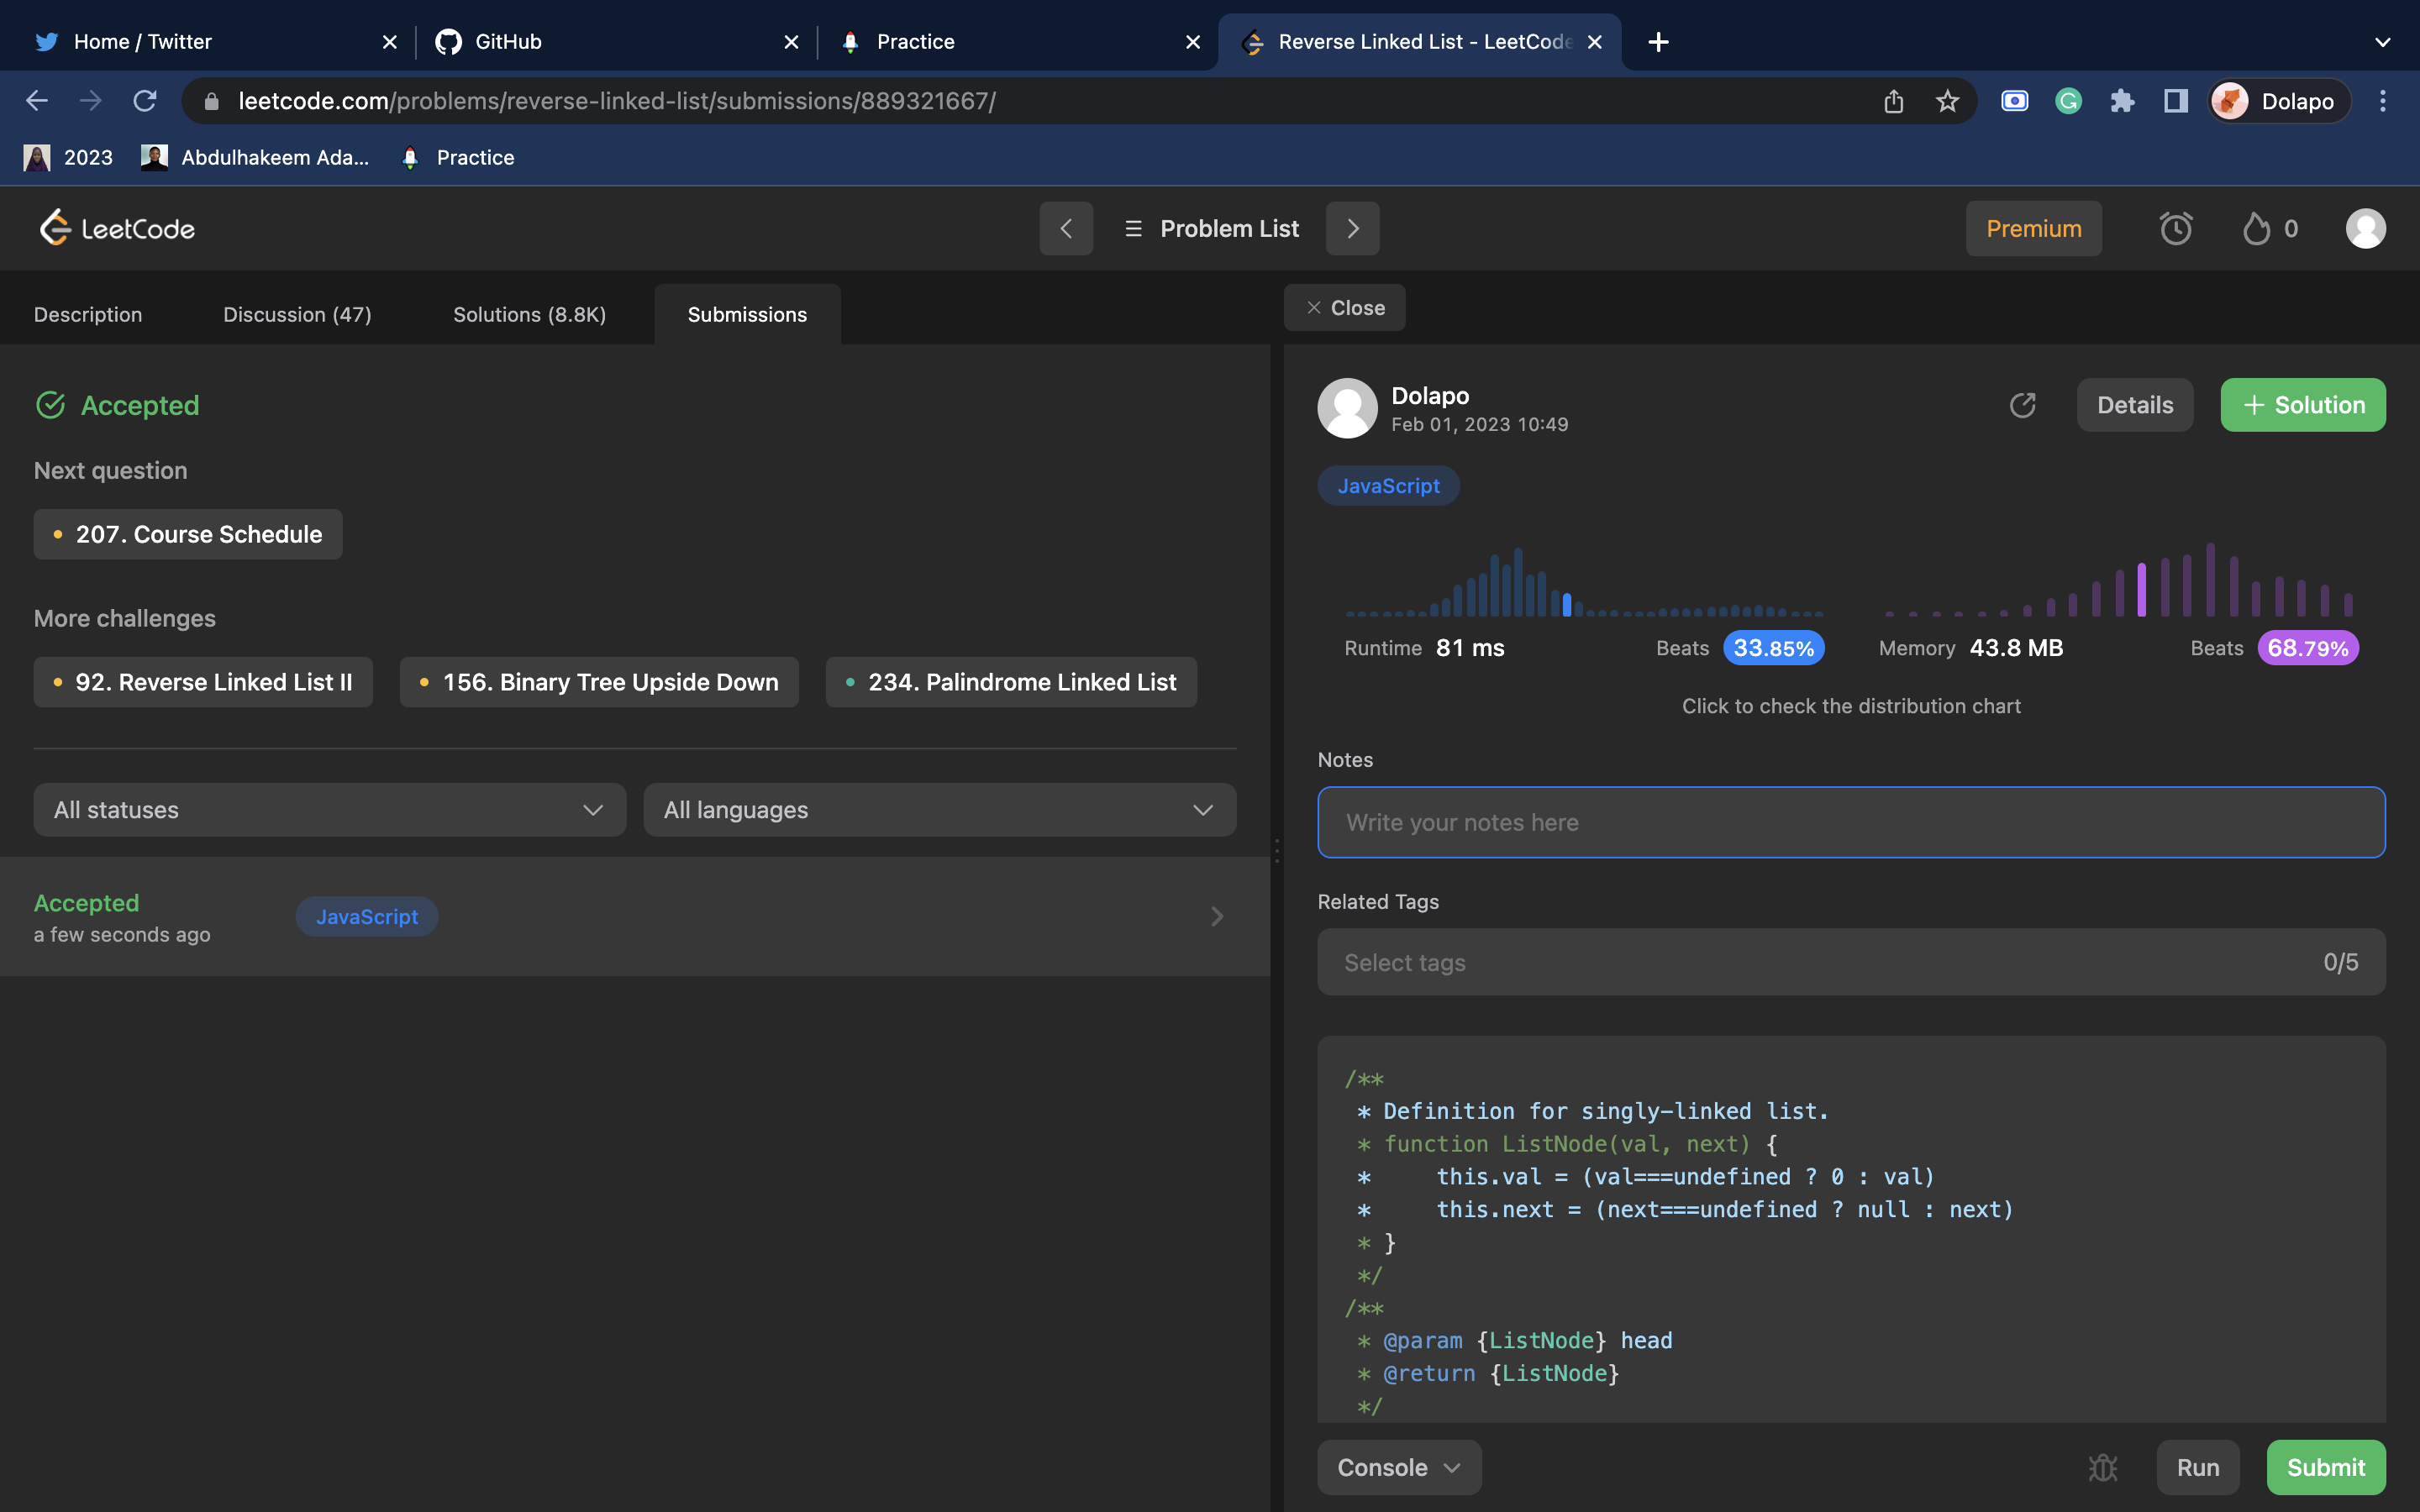 Home / Twitter
GitHub
Practice
Reverse Linked List - LeetCode
leetcode.com/problems/reverse-linked-list/submissions/889321667/
Dolapo
2023
Abdulhakeem Ada...
Practice
LeetCode
Problem List
Premium
0
Description
Discussion (47)
Solutions (8.8K)
Submissions
Close
Accepted
Next question
207. Course Schedule
More challenges
92. Reverse Linked List II
156. Binary Tree Upside Down
234. Palindrome Linked List
All statuses
All languages
Accepted
a few seconds ago
JavaScript
Dolapo
Feb 01, 2023 10:49
Details
+ Solution
JavaScript
Runtime 81 ms
Beats 33.85%
Memory 43.8 MB
Beats 68.79%
Click to check the distribution chart
Notes
Write your notes here
Related Tags
Select tags
0/5
/**
 * Definition for singly-linked list.
 * function ListNode(val, next) {
 *     this.val = (val===undefined ? 0 : val)
 *     this.next = (next===undefined ? null : next)
 * }
 */
/**
 * @param {ListNode} head
 * @return {ListNode}
 */
Console
Run
Submit